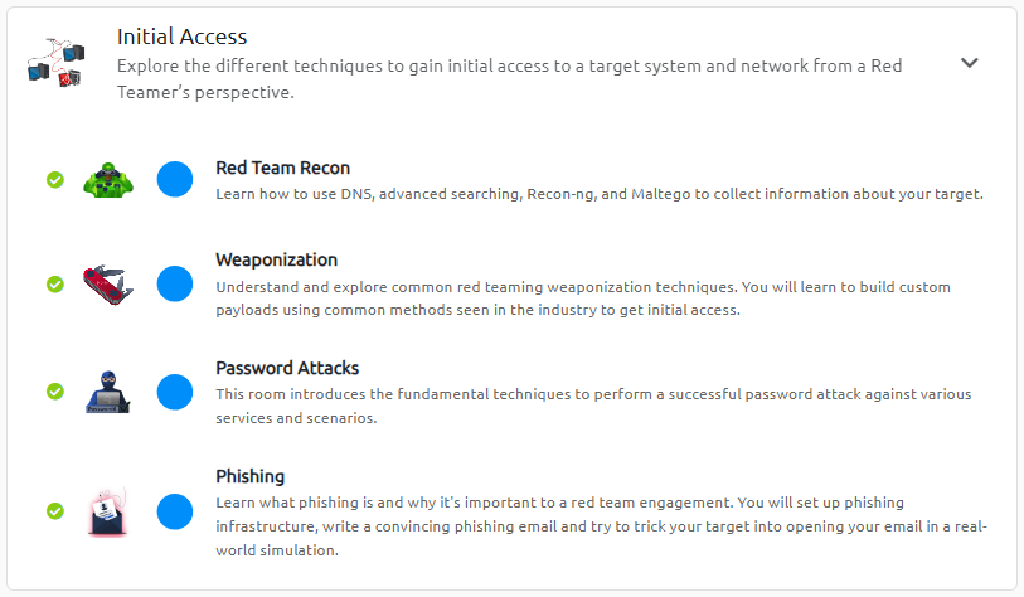 Initial Access
Explore the different techniques to gain initial access to a target system and network from a Red
Teamer's perspective.
Red Team Recon
Learn how to use DNS, advanced searching, Recon-ng, and Maltego to collect information about your target.
Weaponization
Understand and explore common red teaming weaponization techniques. You will learn to build custom
payloads using common methods seen in the industry to get initial access.
Password Attacks
This room introduces the fundamental techniques to perform a successful password attack against various
services and scenarios.
Phishing
Learn what phishing is and why it's important to a red team engagement. You will set up phishing
infrastructure, write a convincing phishing email and try to trick your target into opening your email in a real-
world simulation.